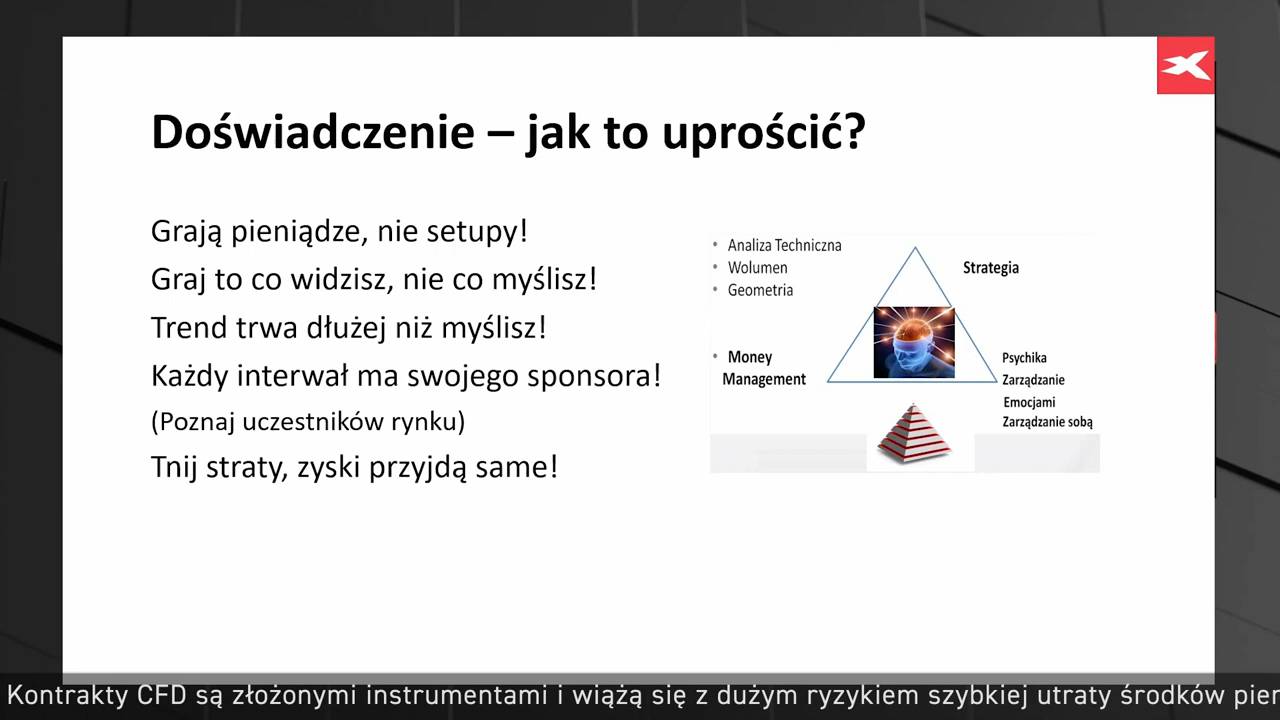 Doświadczenie – jak to uprościć?
Grają pieniądze, nie setupy!
Graj to co widzisz, nie co myślisz!
Trend trwa dłużej niż myślisz!
Każdy interwał ma swojego sponsora!
(Poznaj uczestników rynku)
Tnij straty, zyski przyjdą same!
• Analiza Techniczna
• Wolumen
• Geometria
Strategia
• Money
Management
Psychika
Zarządzanie
Emocjami
Zarządzanie sobą
Kontrakty CFD są złożonymi instrumentami i wiążą się z dużym ryzykiem szybkiej utraty środków pien